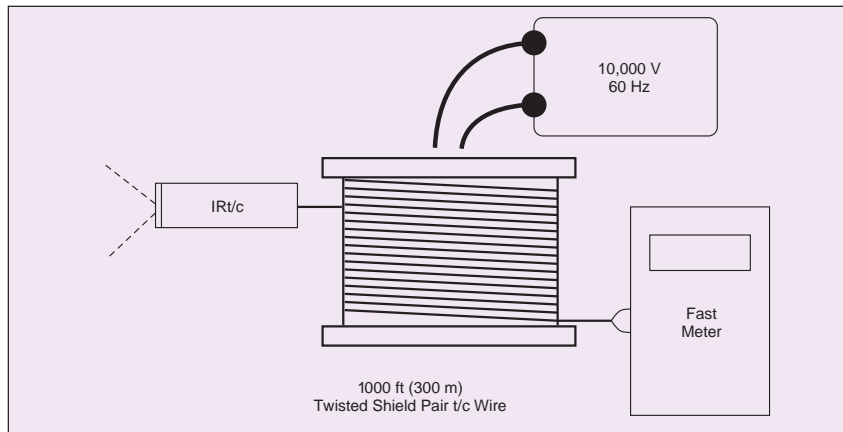 10,000 V
60 Hz
IRt/c
Fast
Meter
1000 ft (300 m)
Twisted Shield Pair t/c Wire